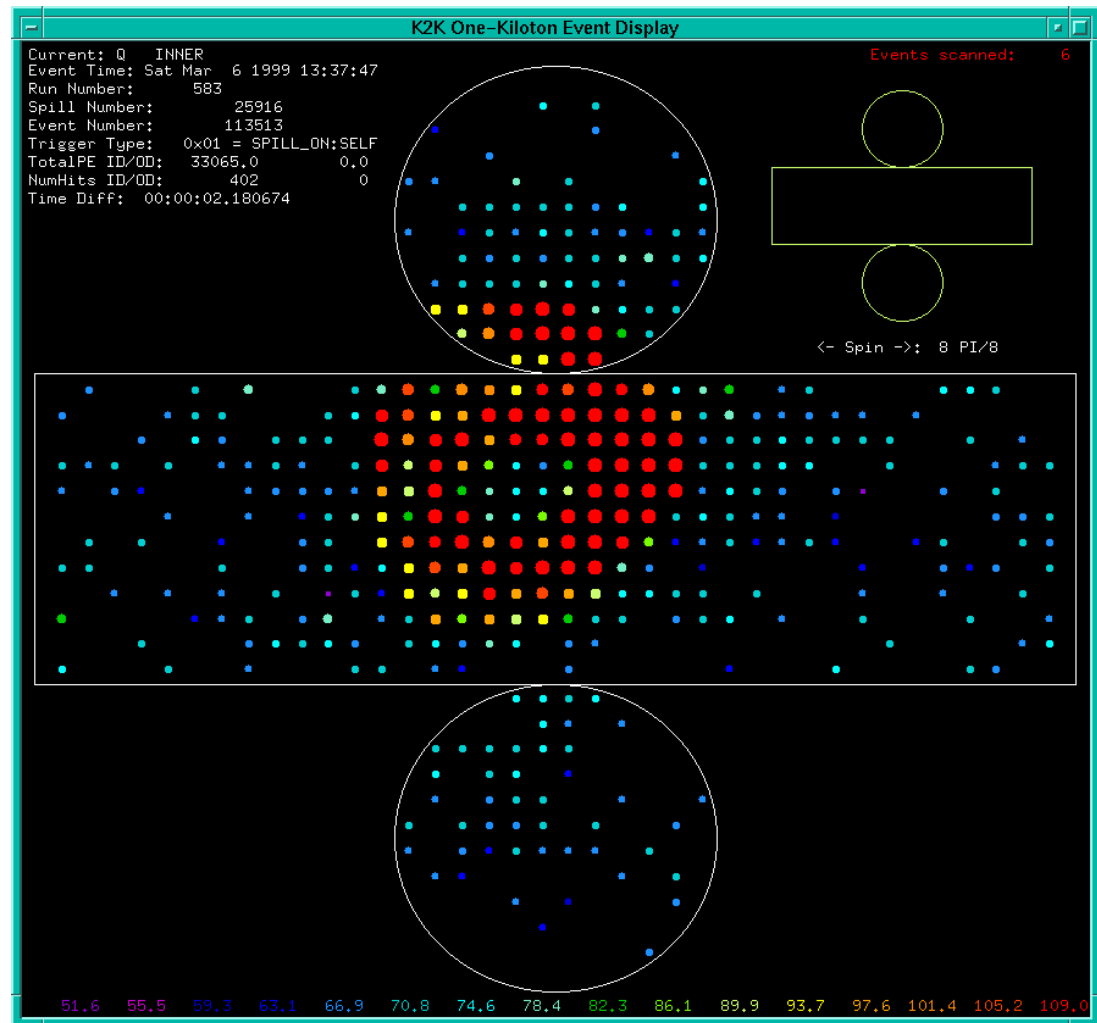 K2K One-Kiloton Event Display
Current: Q INNER
Event Time: Sat Mar 6 1999 13:37:47
Run Number: 583
Spill Number: 25916
Event Number: 113513
Trigger Type: 0x01 = SPILL_ON:SELF
TotalPE ID/OD: 33065.0 0.0
NumHits ID/OD: 402 0
Time Diff: 00:00:02.180674
Events scanned: 6
<- Spin ->: 8 PI/8
51.6 55.5 59.3 63.1 66.9 70.8 74.6 78.4 82.3 86.1 89.9 93.7 97.6 101.4 105.2 109.0